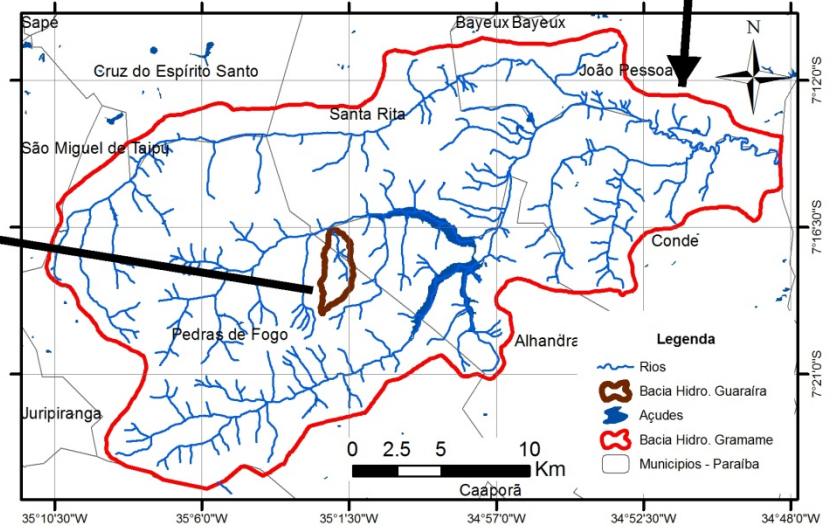 Sapé
Bayeux Bayeux
N
Cruz do Espírito Santo
João Pessoa
7°12'0"S
Santa Rita
São Miguel de Taipú
7°16'30"S
Conde
Pedras de Fogo
Alhandra
Legenda
Rios
7°21'0"S
Bacia Hidro. Guaraíra
Juripiranga
Açudes
Bacia Hidro. Gramame
0 2.5 5 10
Km
Municipios - Paraíba
Caaporã
35°10'30"W 35°6'0"W 35°1'30"W 34°57'0"W 34°52'30"W 34°48'0"W